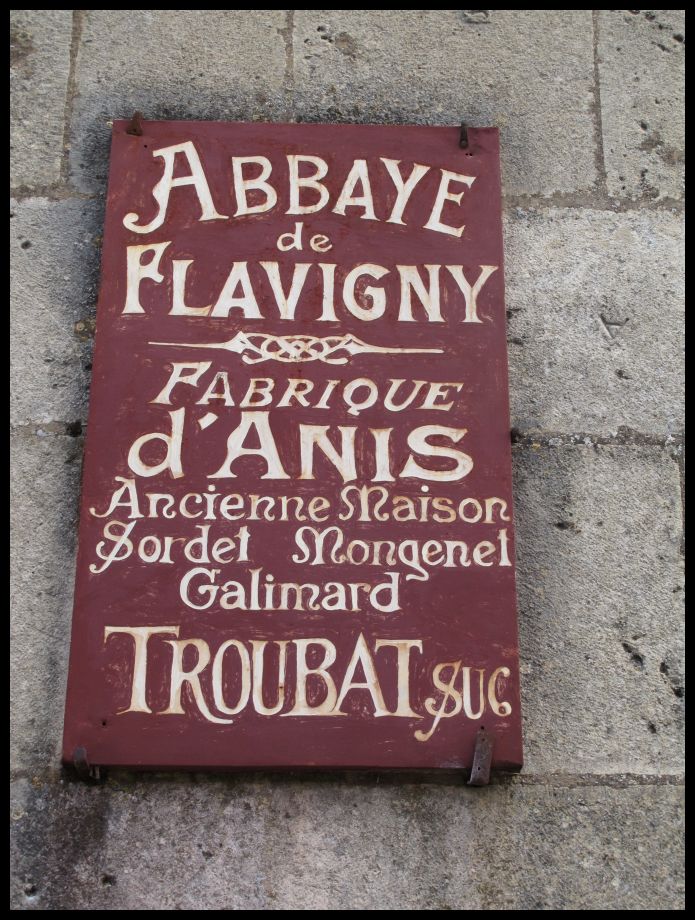 ABBAYE
de
FLAVIGNY
FABRIQUE
d'ANIS
Ancienne Maison
Sordet Mongenet
Galimard
TROUBAT SUC